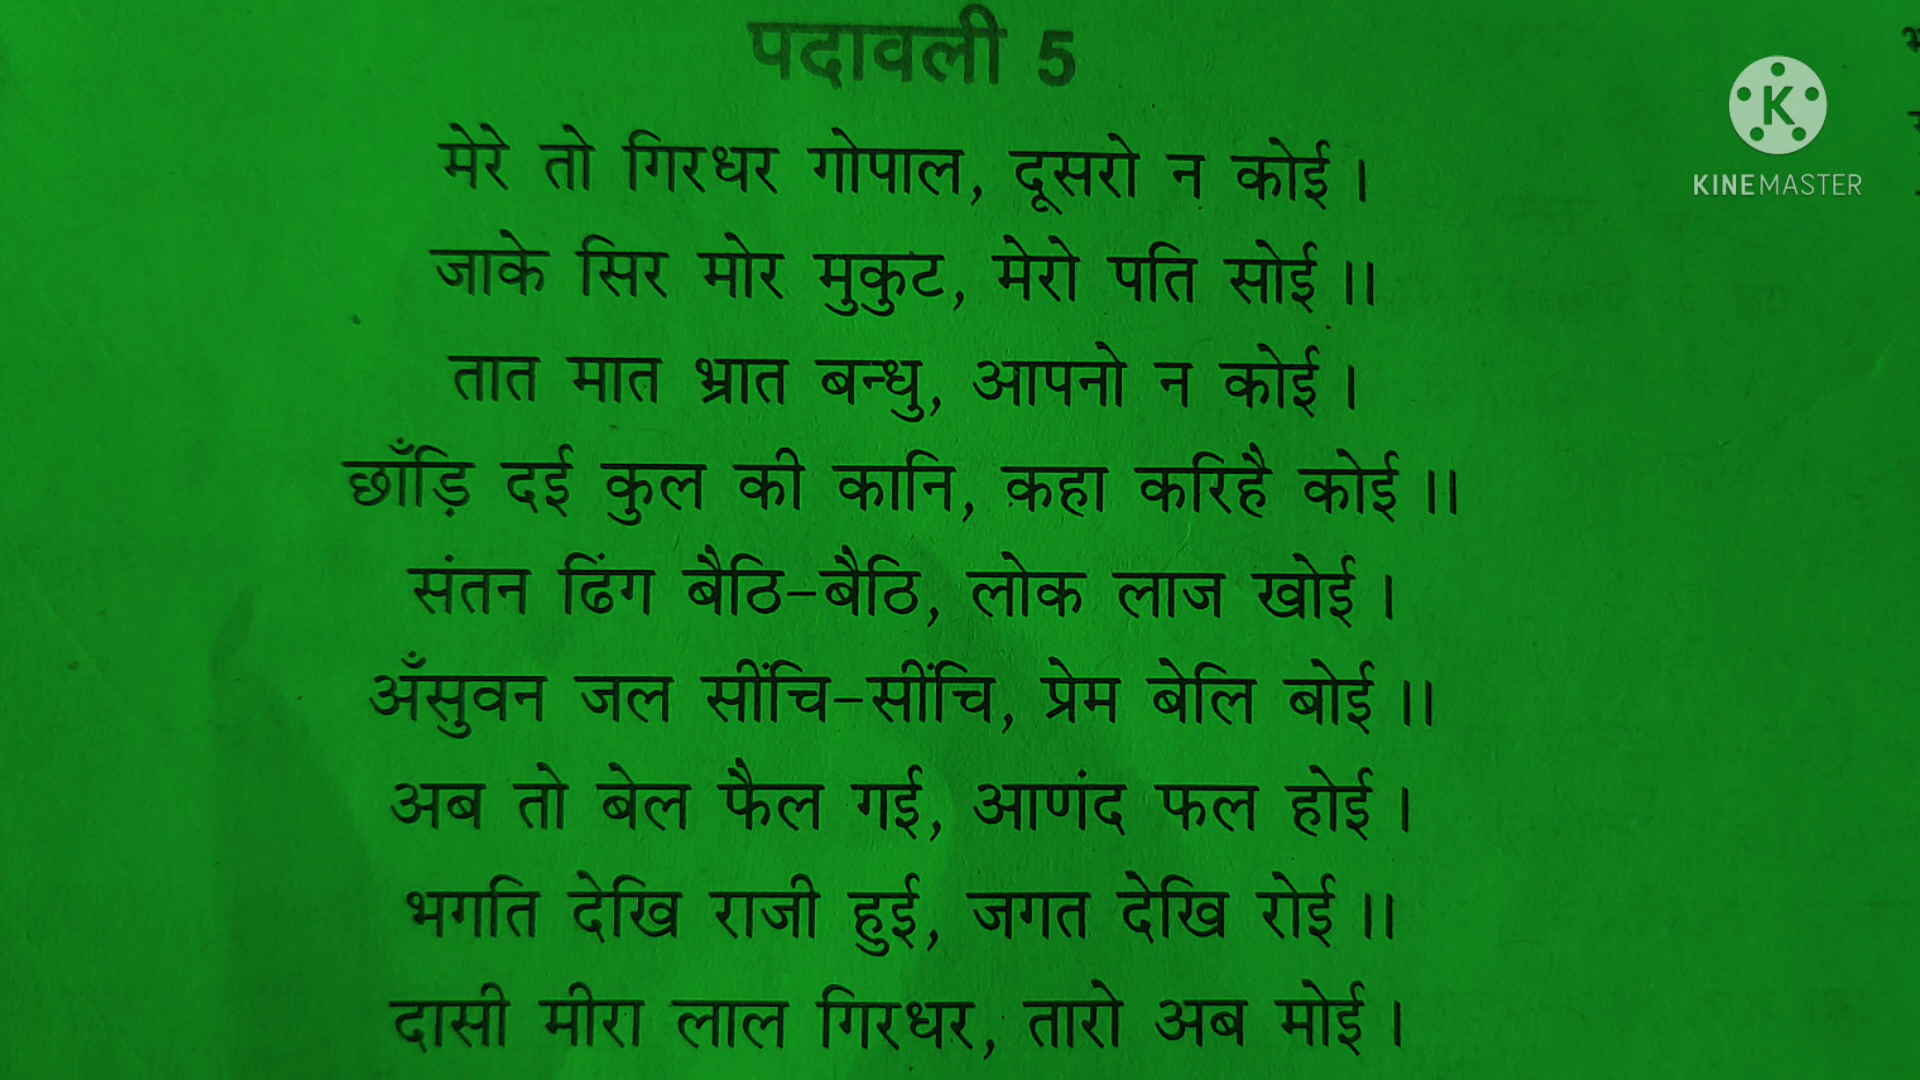 पदावली 5
मेरे तो गिरधर गोपाल, दूसरो न कोई ।
जाके सिर मोर मुकुट, मेरो पति सोई ।।
तात मात भ्रात बन्धु, आपनो न कोई ।
छाँड़ि दई कुल की कानि, कहा करिहै कोई ।।
संतन ढिंग बैठि-बैठि, लोक लाज खोई ।
अँसुवन जल सींचि-सींचि, प्रेम बेलि बोई ।।
अब तो बेल फैल गई, आणंद फल होई ।
भगति देखि राजी हुई, जगत देखि रोई ।।
दासी मीरा लाल गिरधर, तारो अब मोई ।
K
KINEMASTER